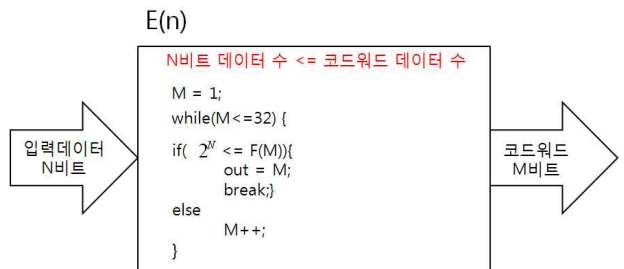 E(n)
N비트 데이터 수 <= 코드워드 데이터 수
M = 1;
while(M<=32) {
if( 2^N <= F(M)){
out = M;
break;}
else
M++;
}
입력데이터
N비트
코드워드
M비트